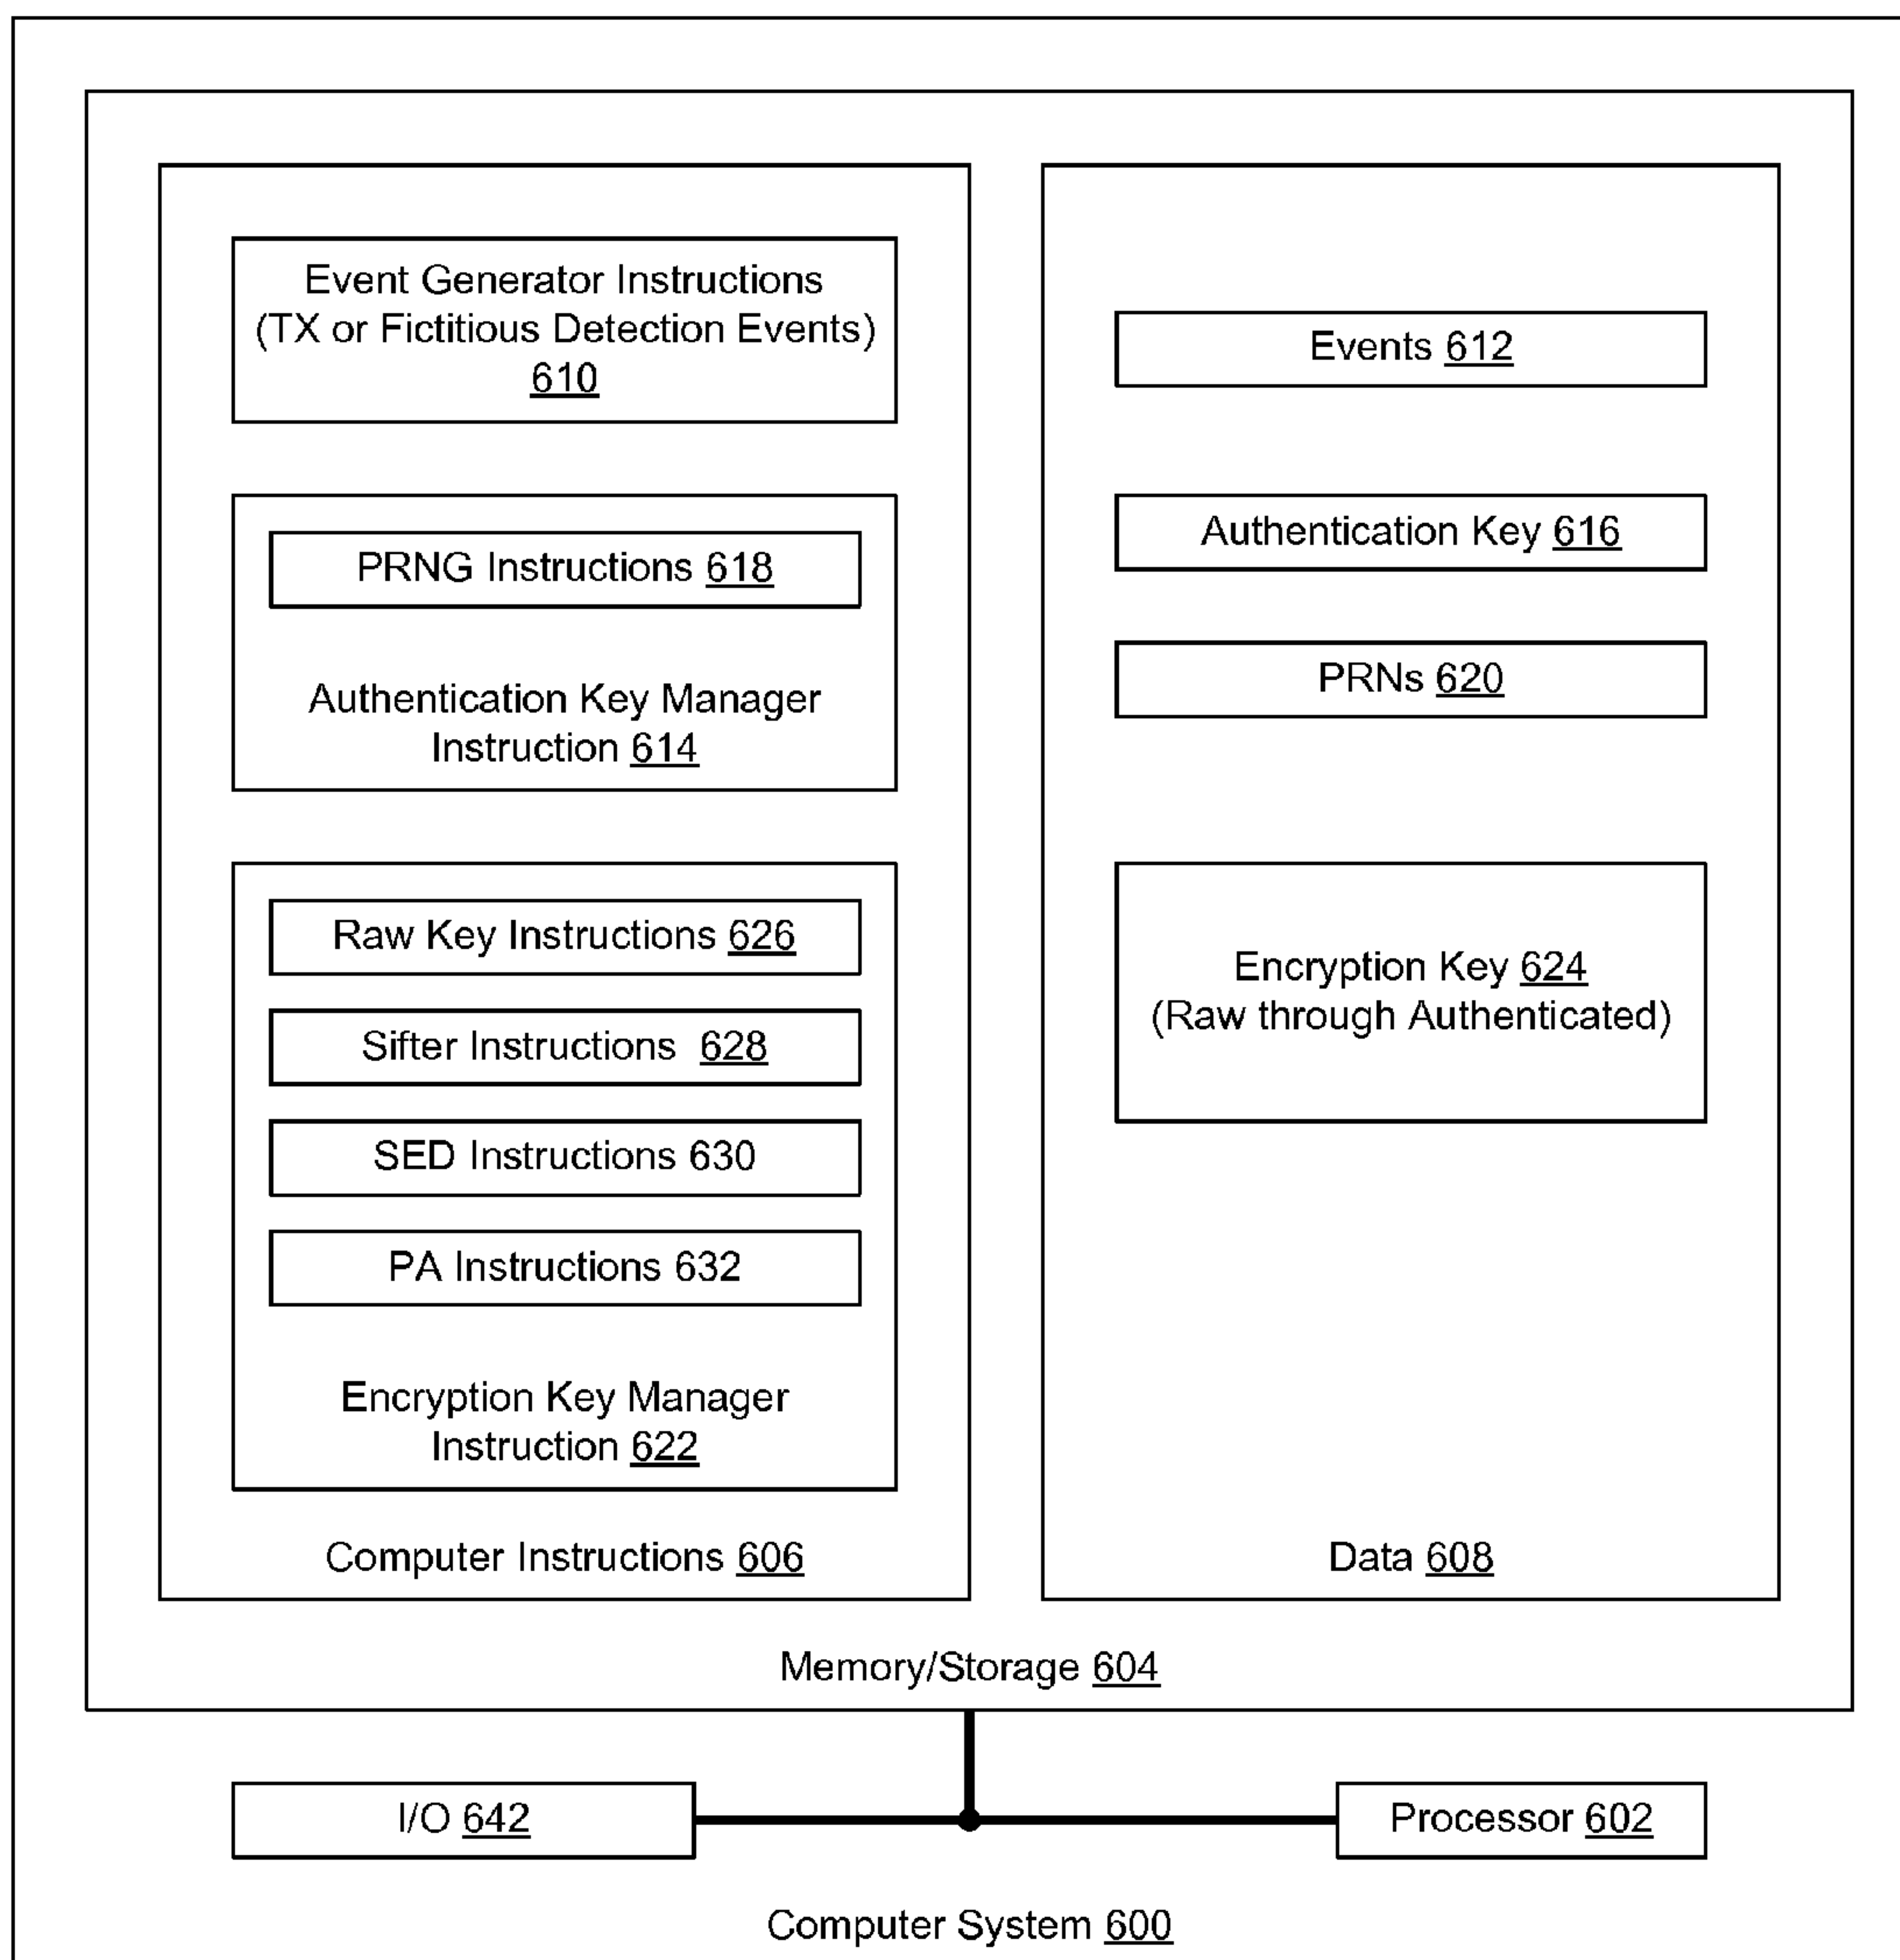 Event Generator Instructions
(TX or Fictitious Detection Events)
610
PRNG Instructions 618
Authentication Key Manager
Instruction 614
Raw Key Instructions 626
Sifter Instructions 628
SED Instructions 630
PA Instructions 632
Encryption Key Manager
Instruction 622
Computer Instructions 606
Events 612
Authentication Key 616
PRNs 620
Encryption Key 624
(Raw through Authenticated)
Data 608
Memory/Storage 604
I/O 642
Processor 602
Computer System 600